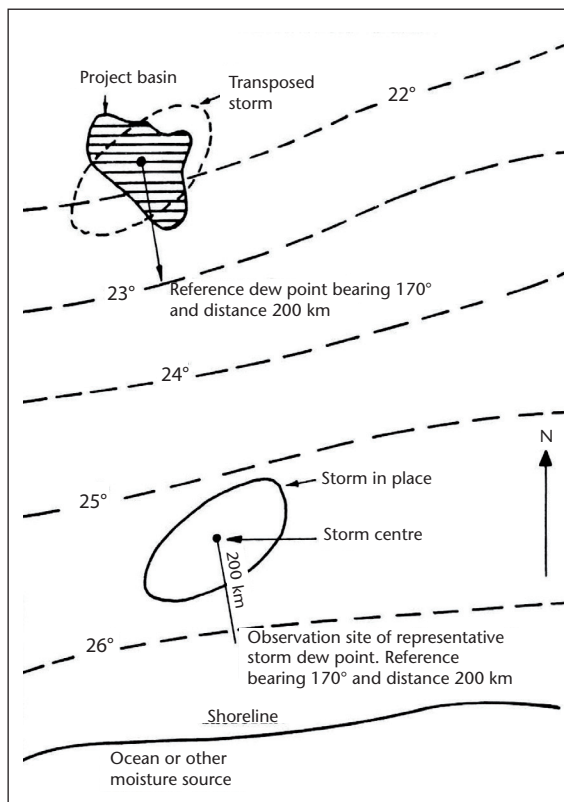 Project basin
Transposed
storm
22°
23°
Reference dew point bearing 170°
and distance 200 km
24°
25°
N
Storm in place
Storm centre
200 km
26°
Observation site of representative
storm dew point. Reference
bearing 170° and distance 200 km
Shoreline
Ocean or other
moisture source